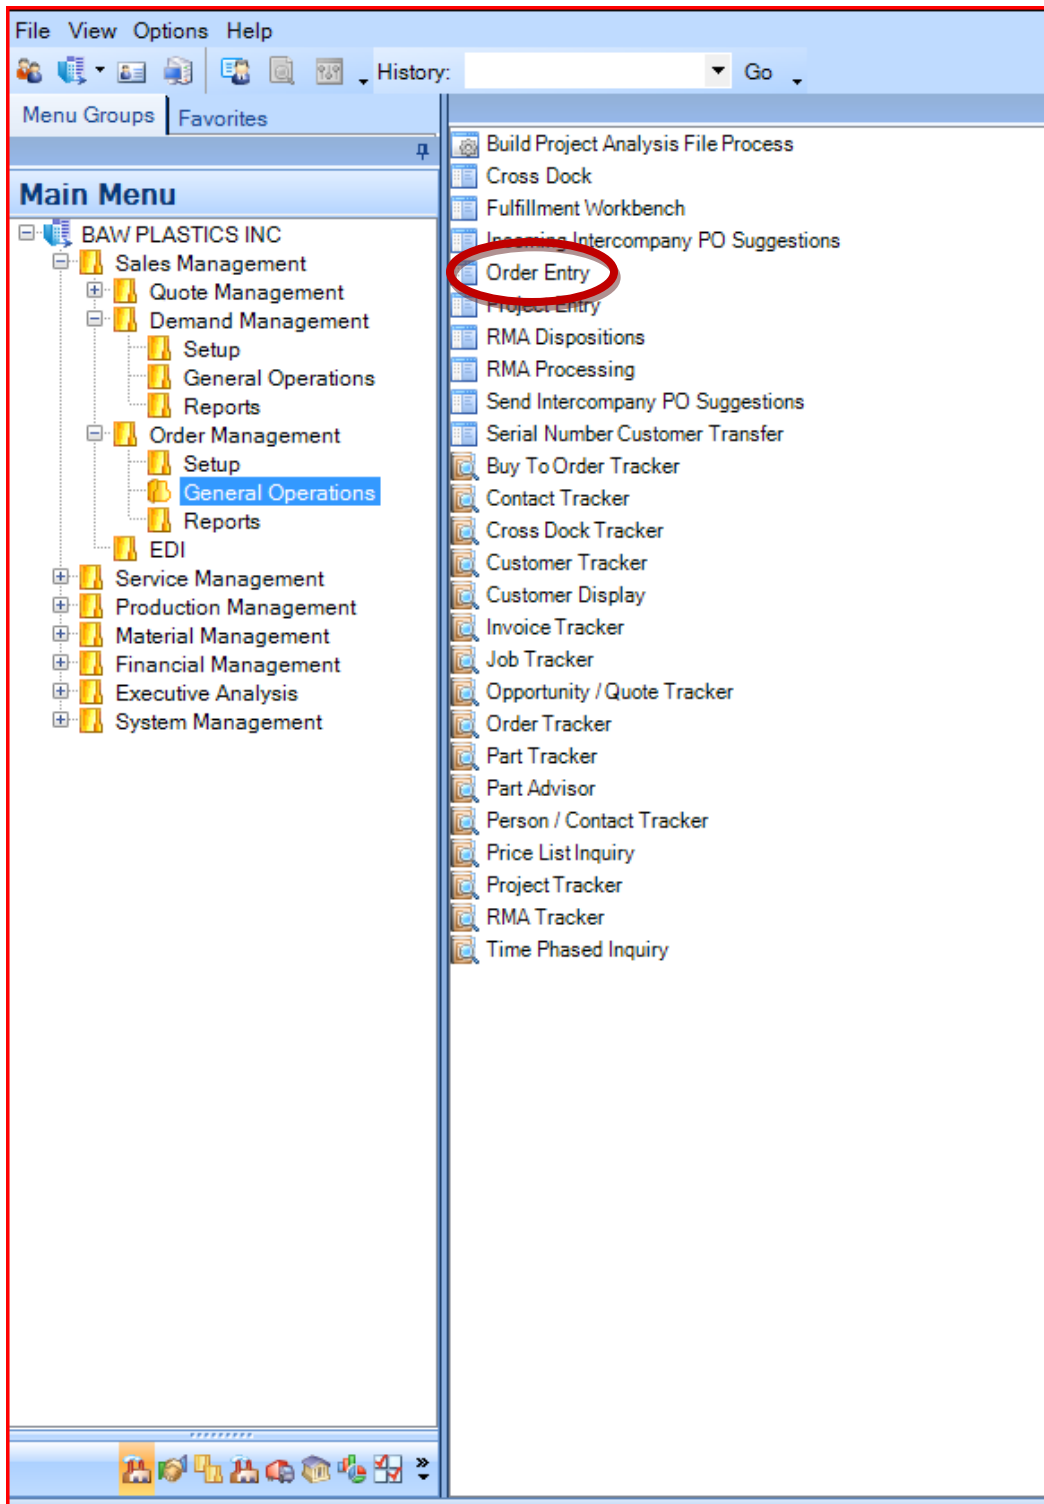 File View Options Help
History: Go
Menu Groups Favorites
Main Menu
BAW PLASTICS INC
Sales Management
Quote Management
Demand Management
Setup
General Operations
Reports
Order Management
Setup
General Operations
Reports
EDI
Service Management
Production Management
Material Management
Financial Management
Executive Analysis
System Management
Build Project Analysis File Process
Cross Dock
Fulfillment Workbench
Incoming Intercompany PO Suggestions
Order Entry
Project Entry
RMA Dispositions
RMA Processing
Send Intercompany PO Suggestions
Serial Number Customer Transfer
Buy To Order Tracker
Contact Tracker
Cross Dock Tracker
Customer Tracker
Customer Display
Invoice Tracker
Job Tracker
Opportunity / Quote Tracker
Order Tracker
Part Tracker
Part Advisor
Person / Contact Tracker
Price List Inquiry
Project Tracker
RMA Tracker
Time Phased Inquiry